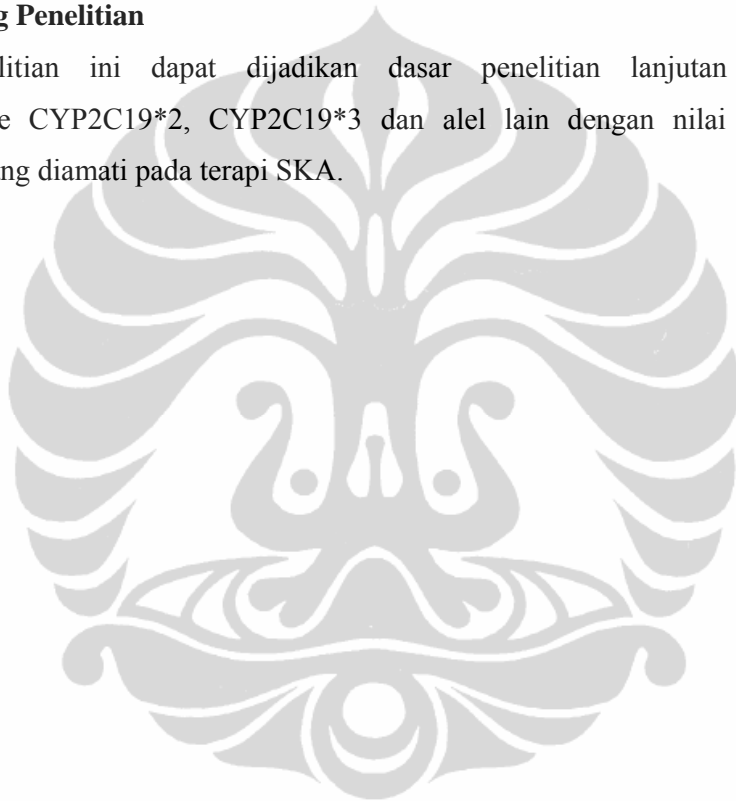 g Penelitian
litian ini dapat dijadikan dasar penelitian lanjutan
e CYP2C19*2, CYP2C19*3 dan alel lain dengan nilai
ng diamati pada terapi SKA.